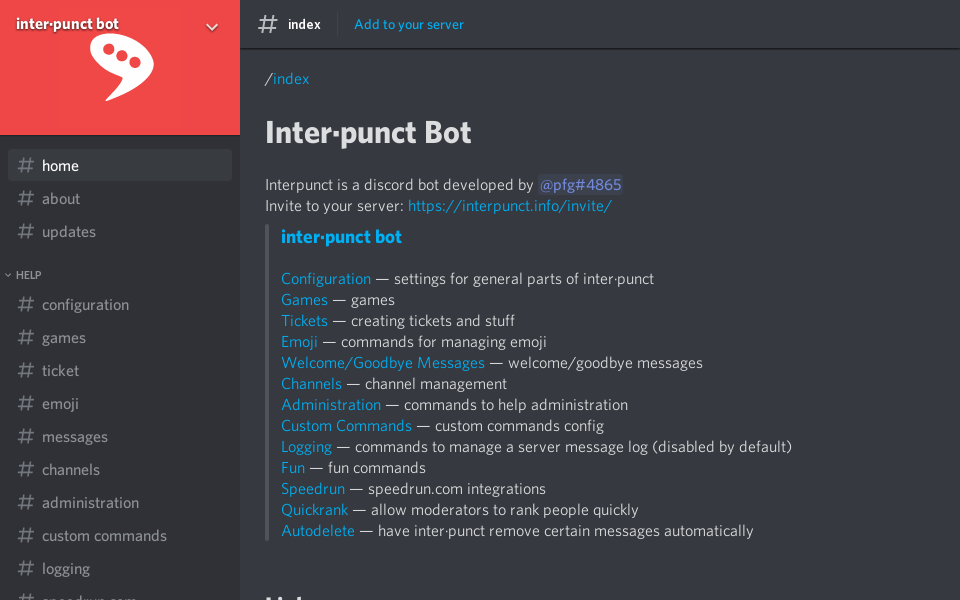 inter·punct bot
# index
Add to your server
# home
# about
# updates
HELP
# configuration
# games
# ticket
# emoji
# messages
# channels
# administration
# custom commands
# logging
/index
Inter·punct Bot
Interpunct is a discord bot developed by @pfg#4865
Invite to your server: https://interpunct.info/invite/
inter·punct bot
Configuration — settings for general parts of inter·punct
Games — games
Tickets — creating tickets and stuff
Emoji — commands for managing emoji
Welcome/Goodbye Messages — welcome/goodbye messages
Channels — channel management
Administration — commands to help administration
Custom Commands — custom commands config
Logging — commands to manage a server message log (disabled by default)
Fun — fun commands
Speedrun — speedrun.com integrations
Quickrank — allow moderators to rank people quickly
Autodelete — have inter·punct remove certain messages automatically